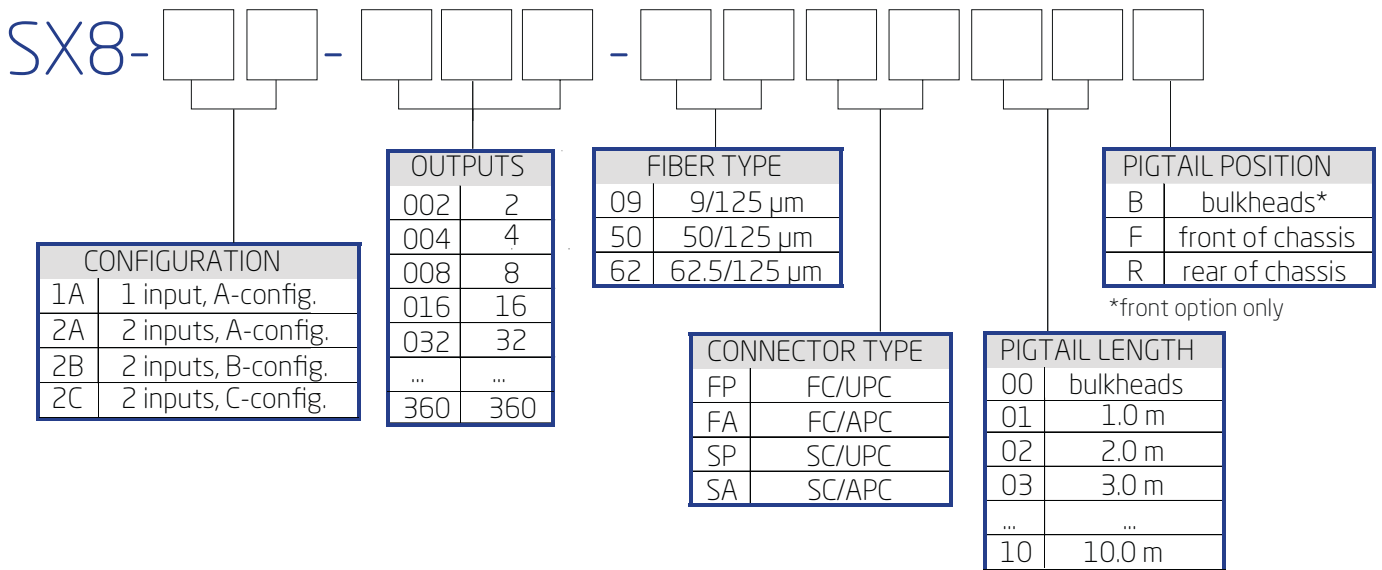 SX8- - -
CONFIGURATION
1A 1 input, A-config.
2A 2 inputs, A-config.
2B 2 inputs, B-config.
2C 2 inputs, C-config.
OUTPUTS
002 2
004 4
008 8
016 16
032 32
... ...
360 360
FIBER TYPE
09 9/125 µm
50 50/125 µm
62 62.5/125 µm
CONNECTOR TYPE
FP FC/UPC
FA FC/APC
SP SC/UPC
SA SC/APC
PIGTAIL LENGTH
00 bulkheads
01 1.0 m
02 2.0 m
03 3.0 m
... ...
10 10.0 m
PIGTAIL POSITION
B bulkheads*
F front of chassis
R rear of chassis
*front option only